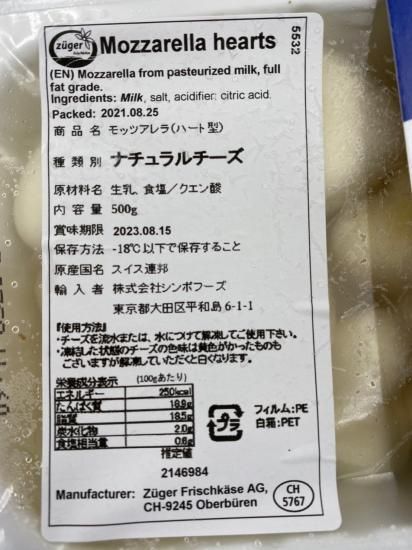 züger
frischkäse
Mozzarella hearts
5532
(EN) Mozzarella from pasteurized milk, full
fat grade.
Ingredients: Milk, salt, acidifier: citric acid.
Packed: 2021.08.25
商品名 モッツアレラ(ハート型)
種類別 ナチュラルチーズ
原材料名 生乳、食塩/クエン酸
内容量 500g
賞味期限 2023.08.15
保存方法 -18℃以下で保存すること
原産国名 スイス連邦
輸入者 株式会社シンボフーズ
東京都大田区平和島6-1-1
『使用方法』
・チーズを流水または、水につけて解凍してご使用下さい。
・凍結した状態のチーズの色味は黄色がかったものも
ございますが解凍していただくと白くなります。
栄養成分表示 (100gあたり)
エネルギー 250kcal
たんぱく質 18.9g
脂質 18.5g
炭水化物 2.0g
食塩相当量 0.6g
推定値
プラ
フィルム:PE
白箱:PET
2146984
Manufacturer: Züger Frischkäse AG,
CH-9245 Oberbüren
CH
5767